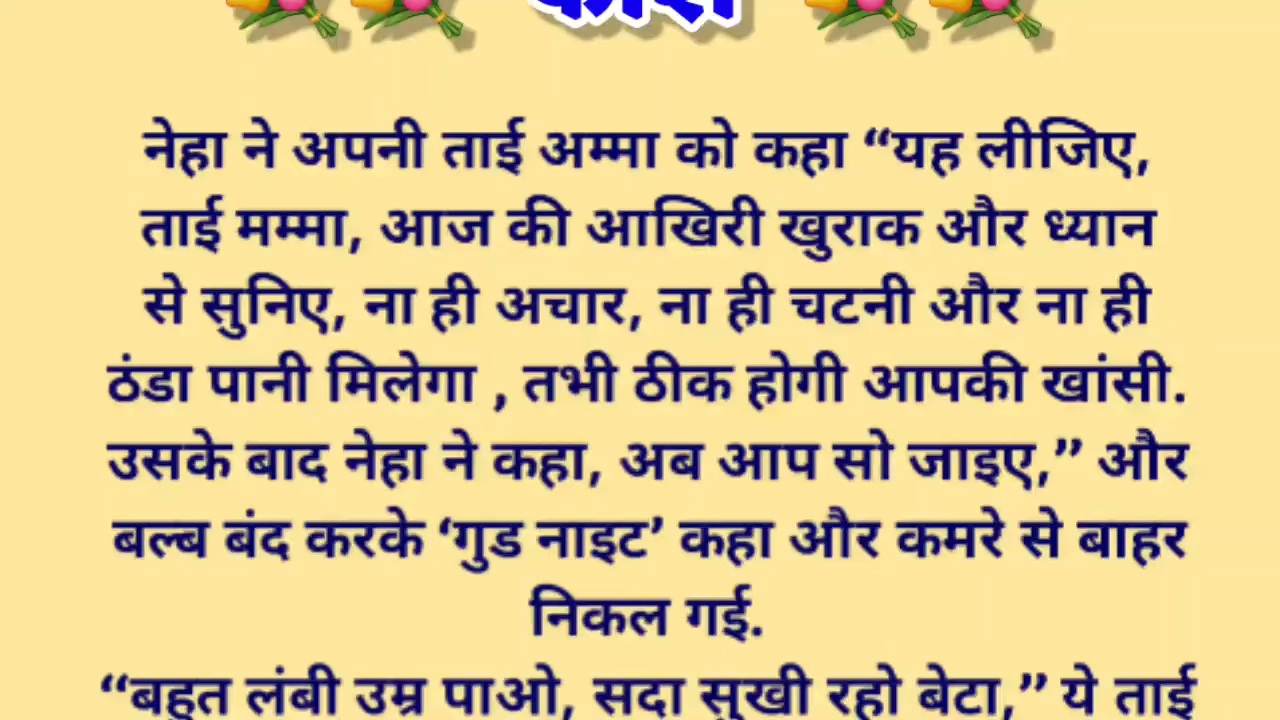 नेहा ने अपनी ताई अम्मा को कहा “यह लीजिए,
ताई मम्मा, आज की आखिरी खुराक और ध्यान
से सुनिए, ना ही अचार, ना ही चटनी और ना ही
ठंडा पानी मिलेगा , तभी ठीक होगी आपकी खांसी.
उसके बाद नेहा ने कहा, अब आप सो जाइए,” और
बल्ब बंद करके ‘गुड नाइट’ कहा और कमरे से बाहर
निकल गई.
“बहुत लंबी उम्र पाओ, सदा सुखी रहो बेटा,” ये ताई